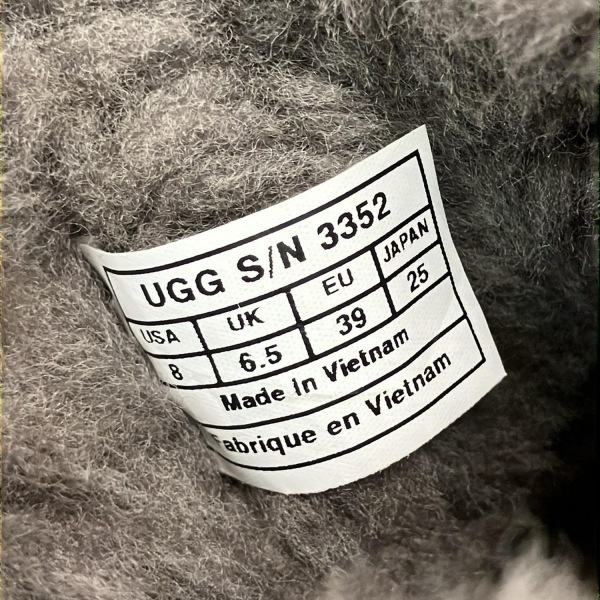 UGG S/N 3352
USA UK EU JAPAN
8 6.5 39 25
Made In Vietnam
Fabrique en Vietnam